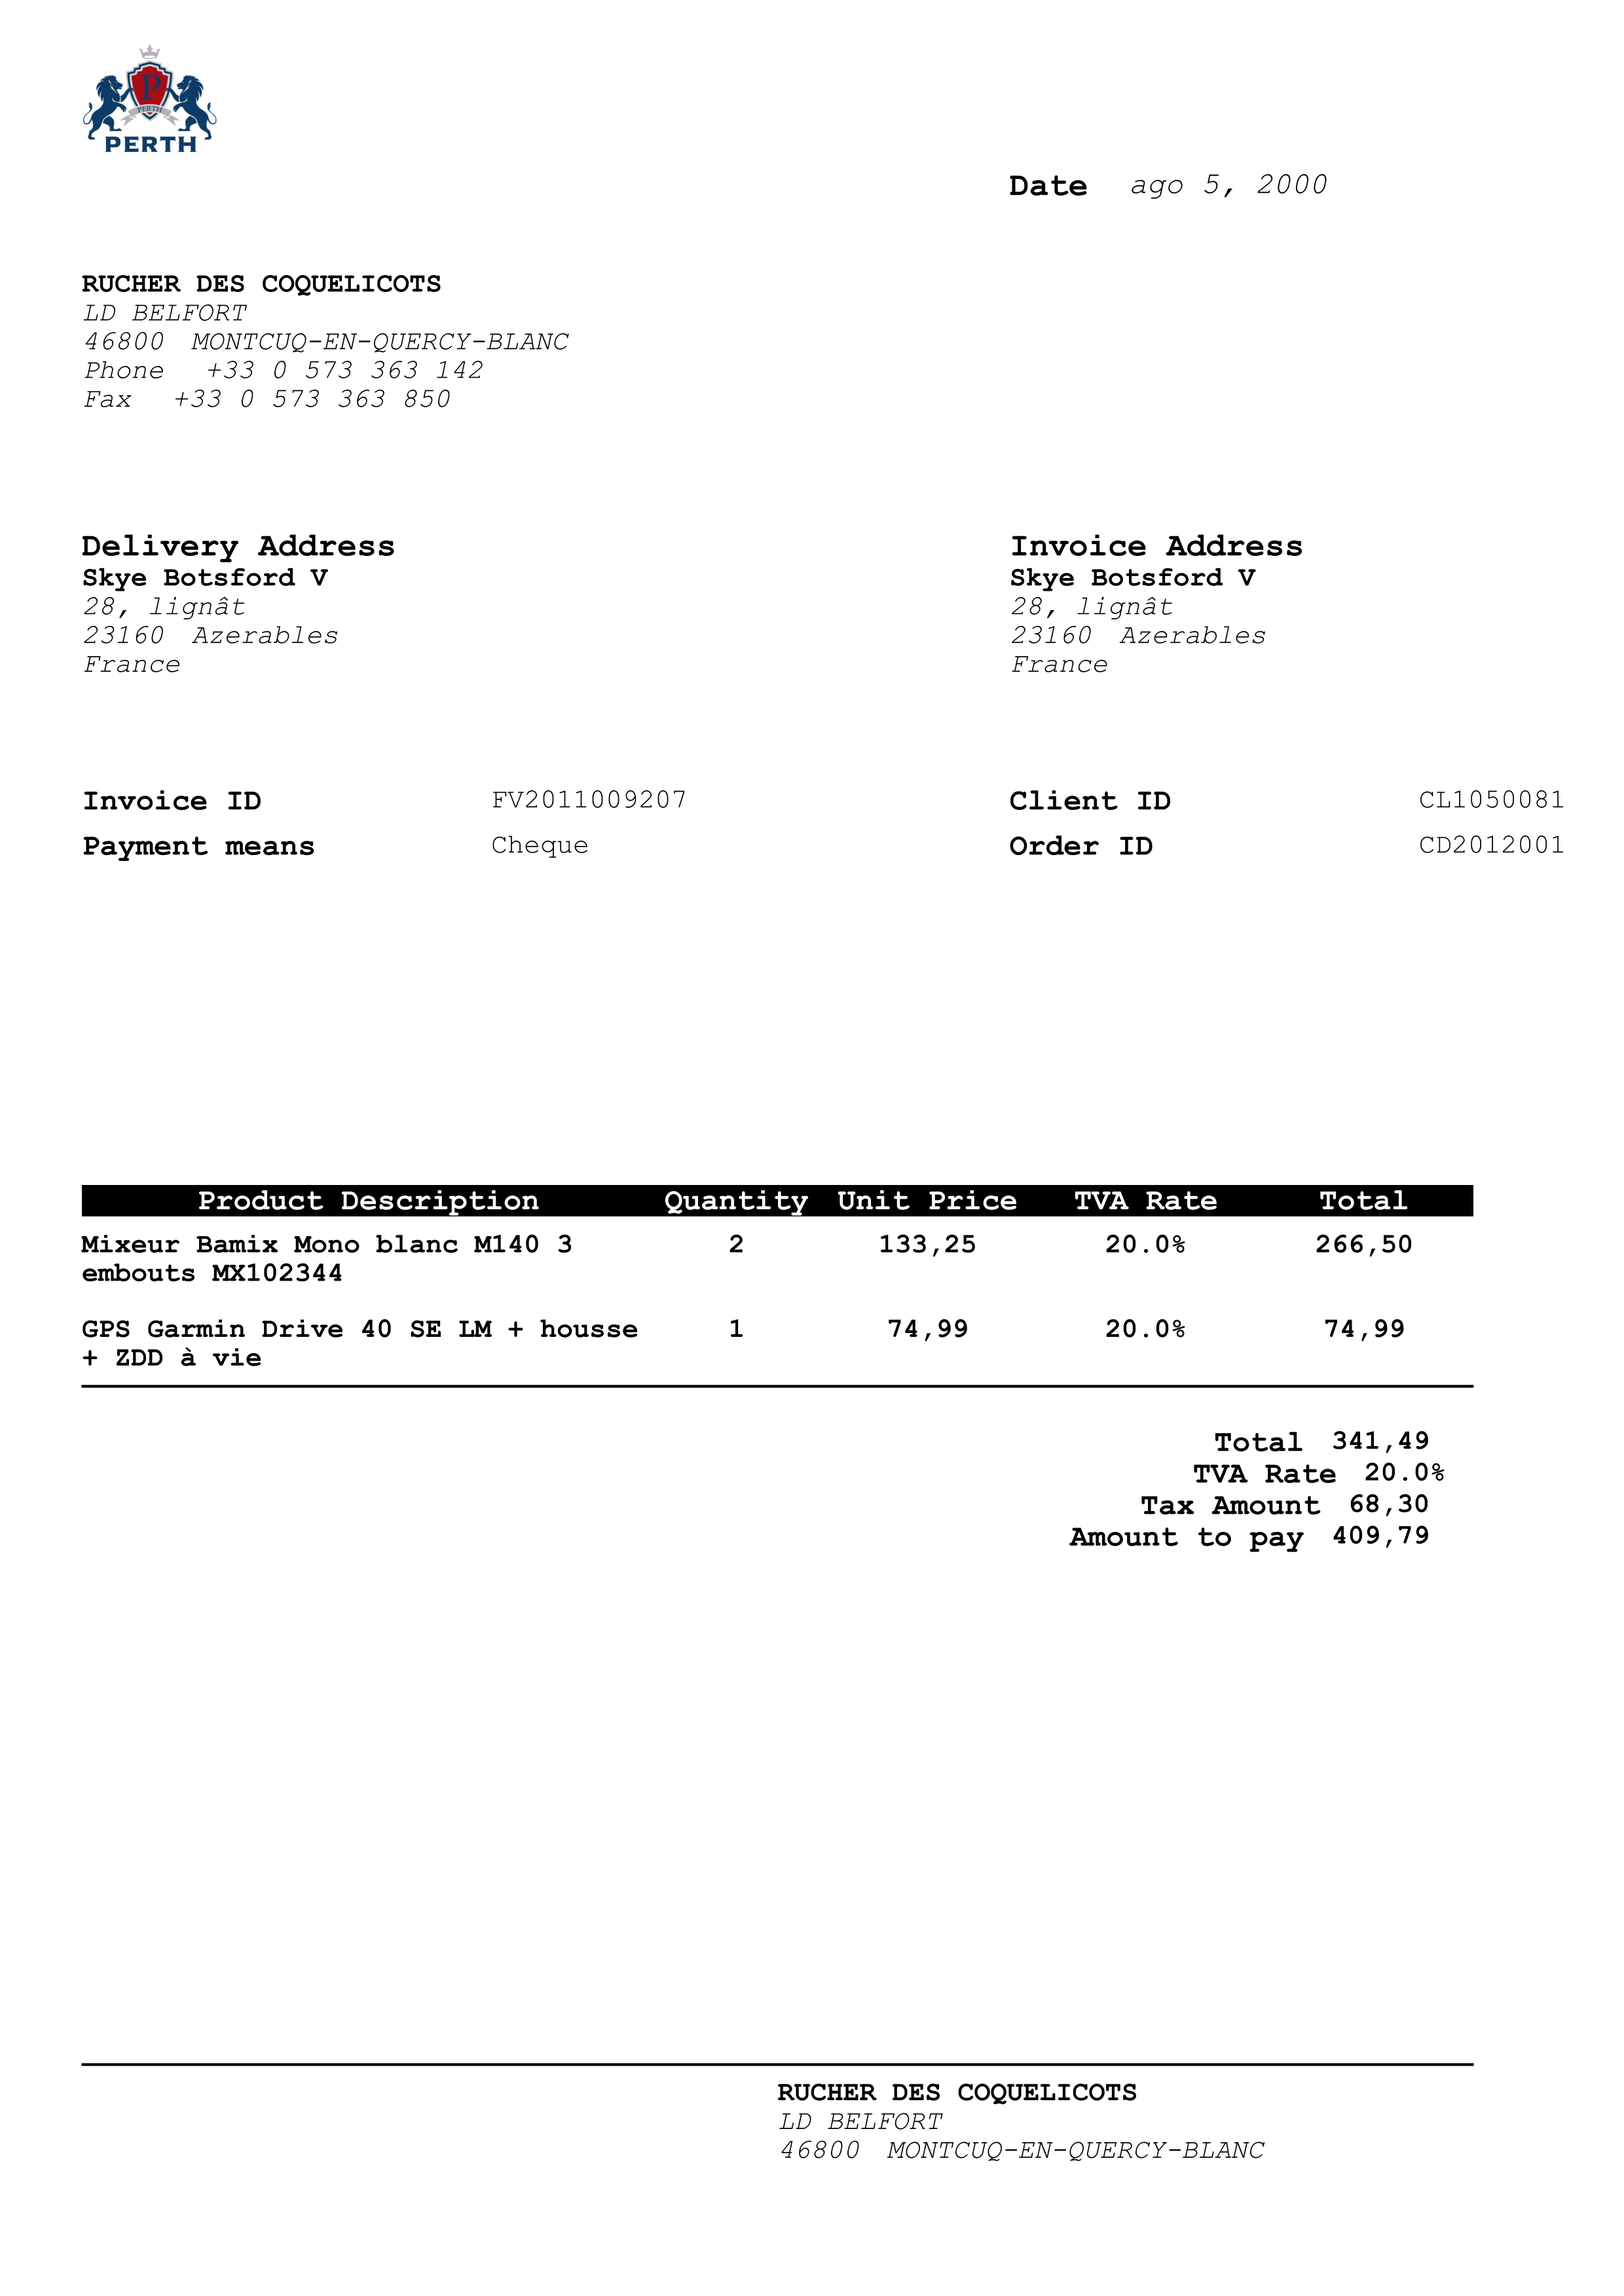 P
PERTH
PERTH
Date ago 5, 2000
RUCHER DES COQUELICOTS
LD BELFORT
46800 MONTCUQ-EN-QUERCY-BLANC
Phone +33 0 573 363 142
Fax +33 0 573 363 850
Delivery Address
Skye Botsford V
28, lignât
23160 Azerables
France
Invoice Address
Skye Botsford V
28, lignât
23160 Azerables
France
Invoice ID FV2011009207
Payment means Cheque
Client ID CL1050081
Order ID CD2012001
Product Description Quantity Unit Price TVA Rate Total
Mixeur Bamix Mono blanc M140 3 2 133,25 20.0% 266,50
embouts MX102344
GPS Garmin Drive 40 SE LM + housse 1 74,99 20.0% 74,99
+ ZDD à vie
Total 341,49
TVA Rate 20.0%
Tax Amount 68,30
Amount to pay 409,79
RUCHER DES COQUELICOTS
LD BELFORT
46800 MONTCUQ-EN-QUERCY-BLANC